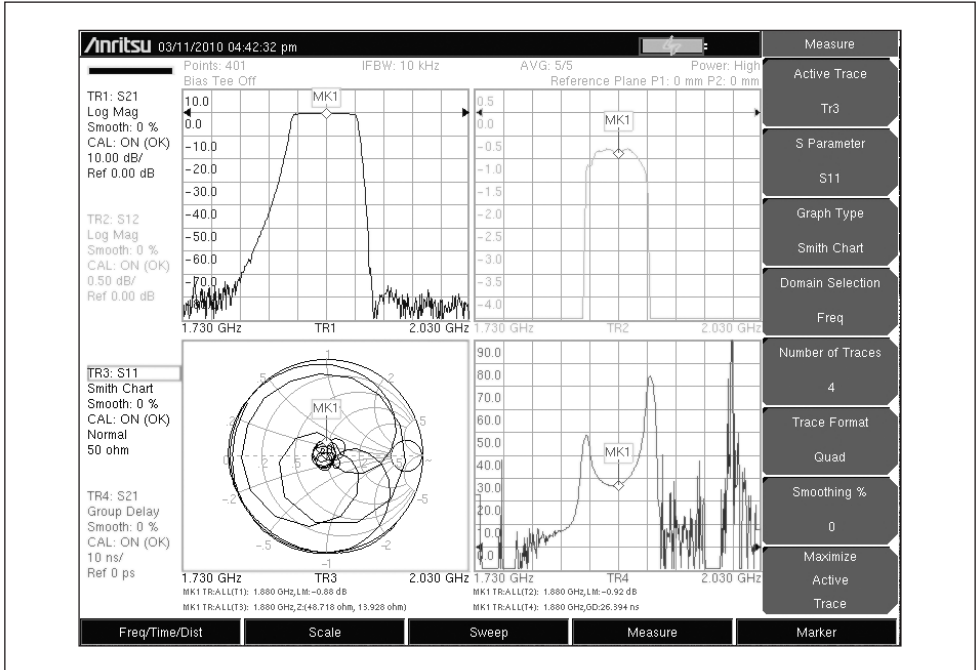 Anritsu 03/11/2010 04:42:32 pm
Points: 401 IFBW: 10 kHz AVG: 5/5 Power: High
Bias Tee Off Reference Plane P1: 0 mm P2: 0 mm
TR1: S21
Log Mag
Smooth: 0 %
CAL: ON (OK)
10.00 dB/
Ref 0.00 dB
TR2: S12
Log Mag
Smooth: 0 %
CAL: ON (OK)
0.50 dB/
Ref 0.00 dB
10.0
0.0
-10.0
-20.0
-30.0
-40.0
-50.0
-60.0
-70.0
MK1
1.730 GHz TR1 2.030 GHz
0.5
0.0
-0.5
-1.0
-1.5
-2.0
-2.5
-3.0
-3.5
-4.0
MK1
1.730 GHz TR2 2.030 GHz
TR3: S11
Smith Chart
Smooth: 0 %
CAL: ON (OK)
Normal
50 ohm
TR4: S21
Group Delay
Smooth: 0 %
CAL: ON (OK)
10 ns/
Ref 0 ps
MK1
1.730 GHz TR3 2.030 GHz
90.0
80.0
70.0
60.0
50.0
40.0
30.0
20.0
10.0
0.0
MK1
1.730 GHz TR4 2.030 GHz
MK1 TR:ALL(T1): 1.880 GHz,LM:-0.88 dB
MK1 TR:ALL(T2): 1.880 GHz,LM:-0.92 dB
MK1 TR:ALL(T3): 1.880 GHz,Z:(48.718 ohm, 13.928 ohm)
MK1 TR:ALL(T4): 1.880 GHz,GD:26.394 ns
Measure
Active Trace
Tr3
S Parameter
S11
Graph Type
Smith Chart
Domain Selection
Freq
Number of Traces
4
Trace Format
Quad
Smoothing %
0
Maximize
Active
Trace
Freq/Time/Dist Scale Sweep Measure Marker